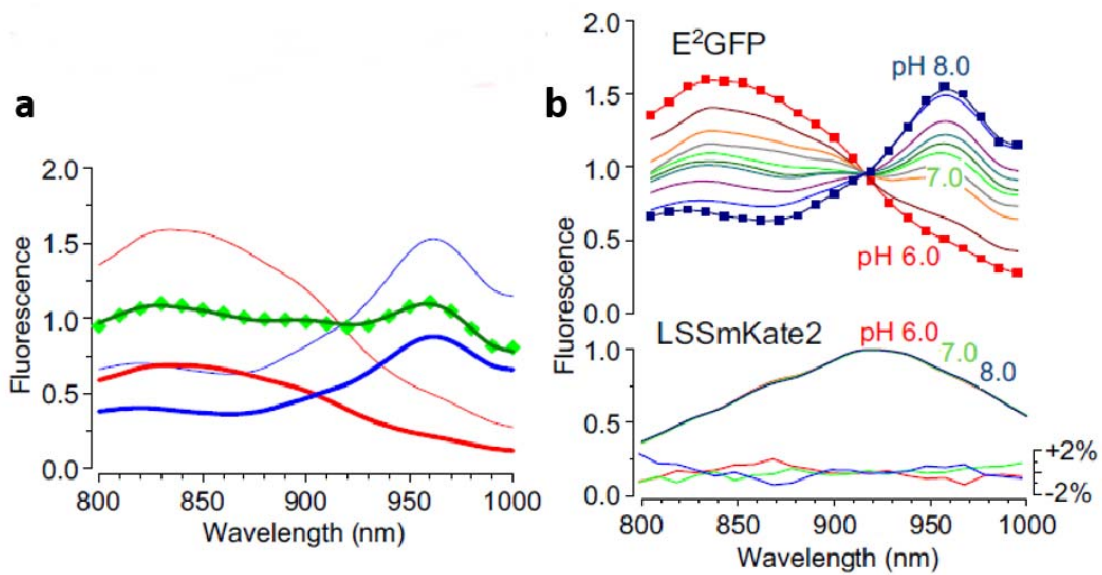 a
2.0
1.5
1.0
0.5
0.0
Fluorescence
800 850 900 950 1000
Wavelength (nm)
b
2.0
1.5
1.0
0.5
0.0
Fluorescence
E²GFP
pH 8.0
7.0
pH 6.0
LSSmKate2
pH 6.0
7.0
8.0
1.0
0.5
0.0
Fluorescence
+2%
-2%
800 850 900 950 1000
Wavelength (nm)